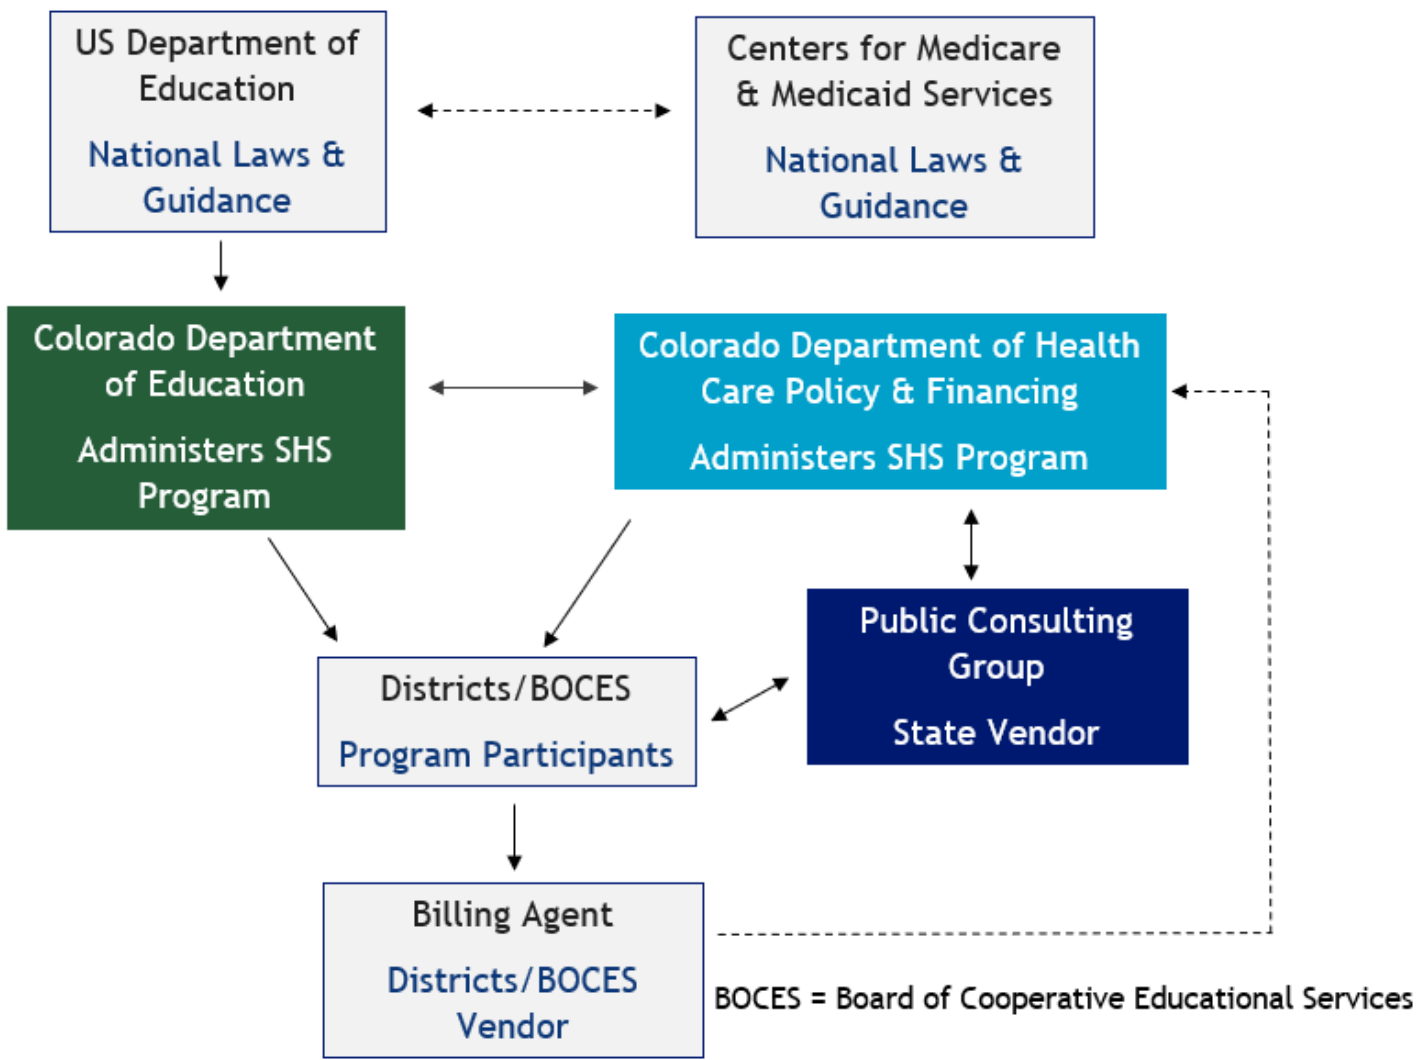 US Department of
Education
National Laws &
Guidance
Centers for Medicare
& Medicaid Services
National Laws &
Guidance
Colorado Department
of Education
Administers SHS
Program
Colorado Department of Health
Care Policy & Financing
Administers SHS Program
Public Consulting
Group
State Vendor
Districts/BOCES
Program Participants
Billing Agent
Districts/BOCES
Vendor
BOCES = Board of Cooperative Educational Services